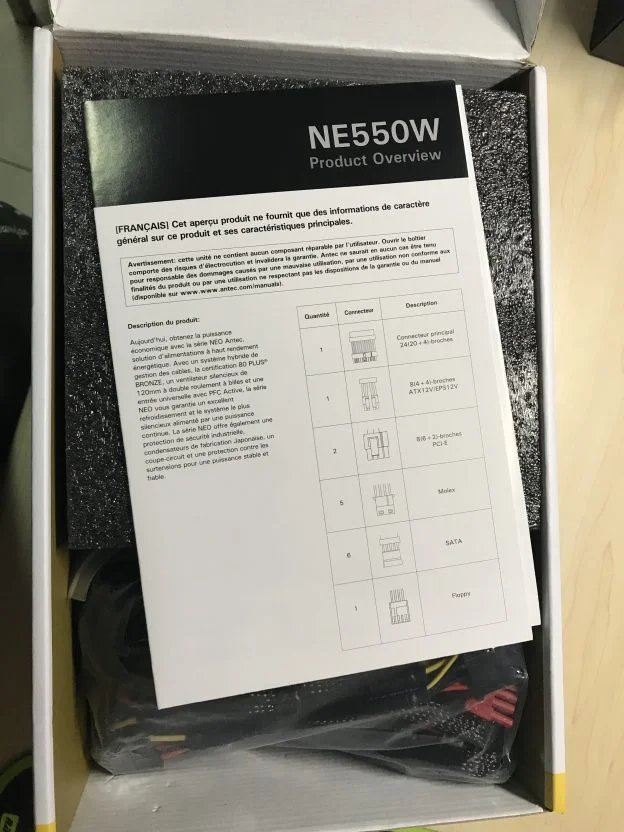 NE550W
Product Overview
[FRANÇAIS] Cet aperçu produit ne fournit que des informations de caractère
général sur ce produit et ses caractéristiques principales.
Avertissement: cette unité ne contient aucun composant réparable par l'utilisateur. Ouvrir le boîtier
comporte des risques d'électrocution et invalidera la garantie. Antec ne saurait en aucun cas être tenu
pour responsable des dommages causés par une mauvaise utilisation, par une utilisation non conforme aux
finalités du produit ou par une utilisation ne respectant pas les dispositions de la garantie ou du manuel
(disponible sur www.www.antec.com/manuals).
Description du produit:
Aujourd'hui, obtenez la puissance
économique avec la série NEO Antec,
solution d'alimentations à haut rendement
énergétique. Avec un système hybride de
gestion des cables, la certification 80 PLUS®
BRONZE, un ventilateur silencieux de
120mm à double roulement à billes et une
entrée universelle avec PFC Active, la série
NEO vous garantie un excellent
refroidissement et le système le plus
silencieux alimenté par une puissance
continue. La série NEO offre également une
protection de sécurité industrielle,
condensateurs de fabrication Japonaise, un
coupe-circuit et une protection contre les
surtensions pour une puissance stable et
fiable.
Quantité Connecteur Description
1 Connecteur principal
24(20+4)-broches
1 8(4+4)-broches
ATX12V/EPS12V
2 8(6+2)-broches
PCI-E
5 Molex
6 SATA
1 Floppy